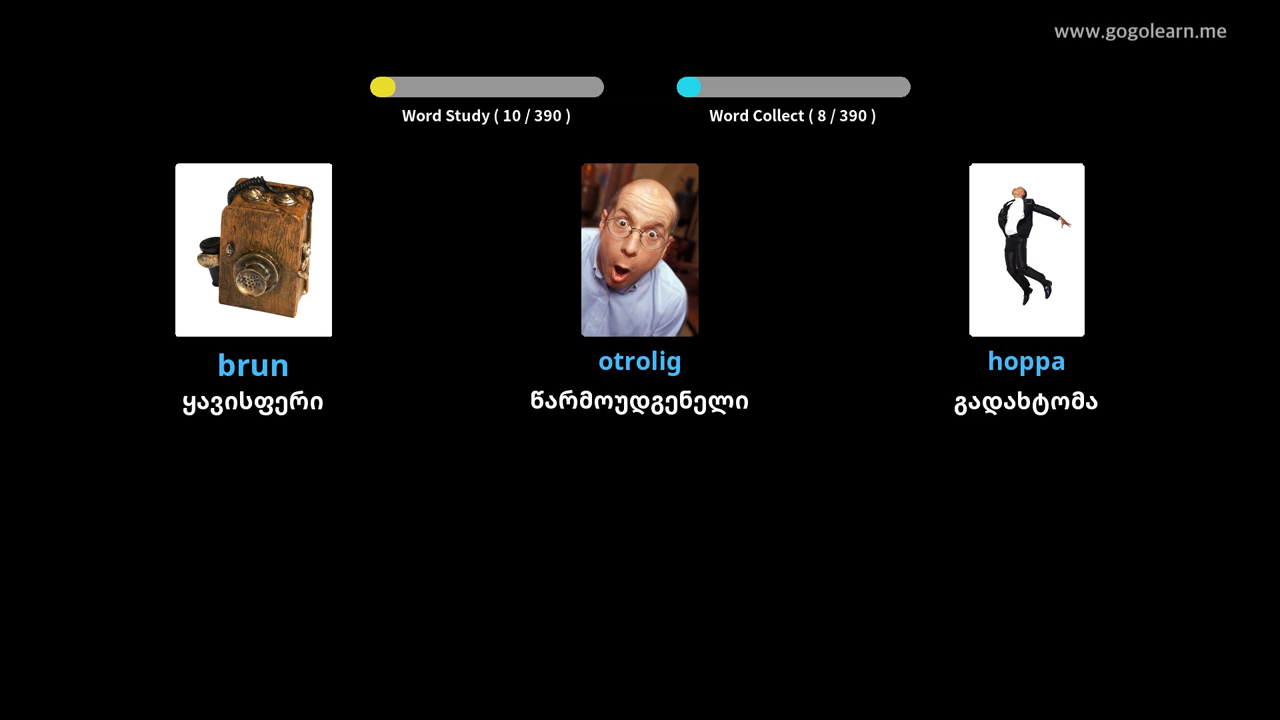 www.gogolearn.me
Word Study ( 10 / 390 )
Word Collect ( 8 / 390 )
brun
otrolig
hoppa
ყავისფერი
წარმოუდგენელი
გადახტომა